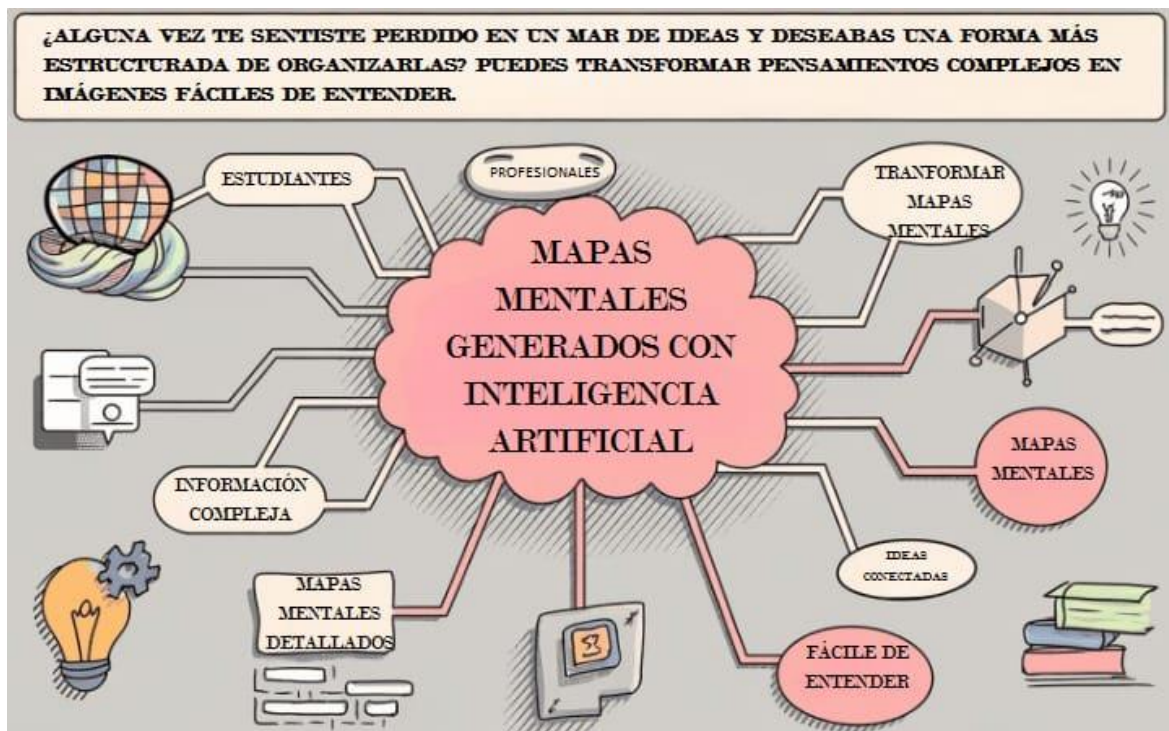 ¿ALGUNA VEZ TE SENTISTE PERDIDO EN UN MAR DE IDEAS Y DESEABAS UNA FORMA MÁS
ESTRUCTURADA DE ORGANIZARLAS? PUEDES TRANSFORMAR PENSAMIENTOS COMPLEJOS EN
IMÁGENES FÁCILES DE ENTENDER.
ESTUDIANTES
PROFESIONALES
TRANFORMAR
MAPAS
MENTALES
MAPAS
MENTALES
GENERADOS CON
INTELIGENCIA
ARTIFICIAL
MAPAS
MENTALES
INFORMACIÓN
COMPLEJA
IDEAS
CONECTADAS
MAPAS
MENTALES
DETALLADOS
FÁCILE DE
ENTENDER